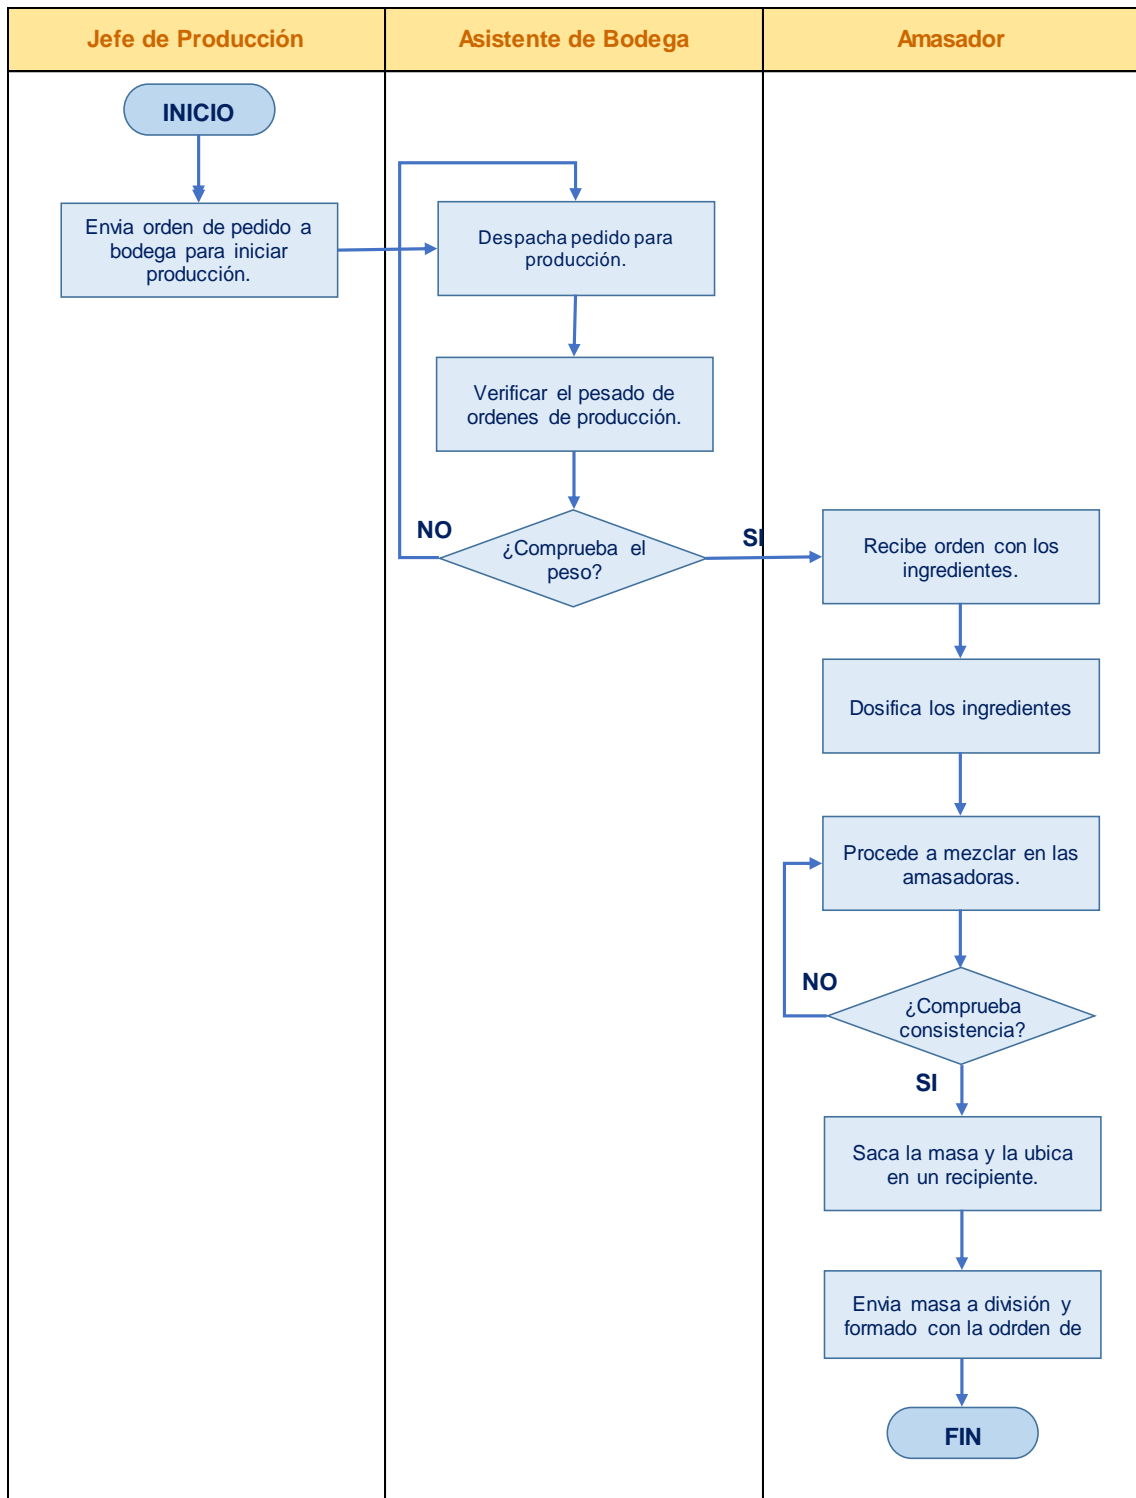 Jefe de Producción
Asistente de Bodega
Amasador
INICIO
Envia orden de pedido a
bodega para iniciar
producción.
Despacha pedido para
producción.
Verificar el pesado de
ordenes de producción.
NO
¿Comprueba el
peso?
SI
Recibe orden con los
ingredientes.
Dosifica los ingredientes
Procede a mezclar en las
amasadoras.
NO
¿Comprueba
consistencia?
SI
Saca la masa y la ubica
en un recipiente.
Envia masa a división y
formado con la odrden de
FIN